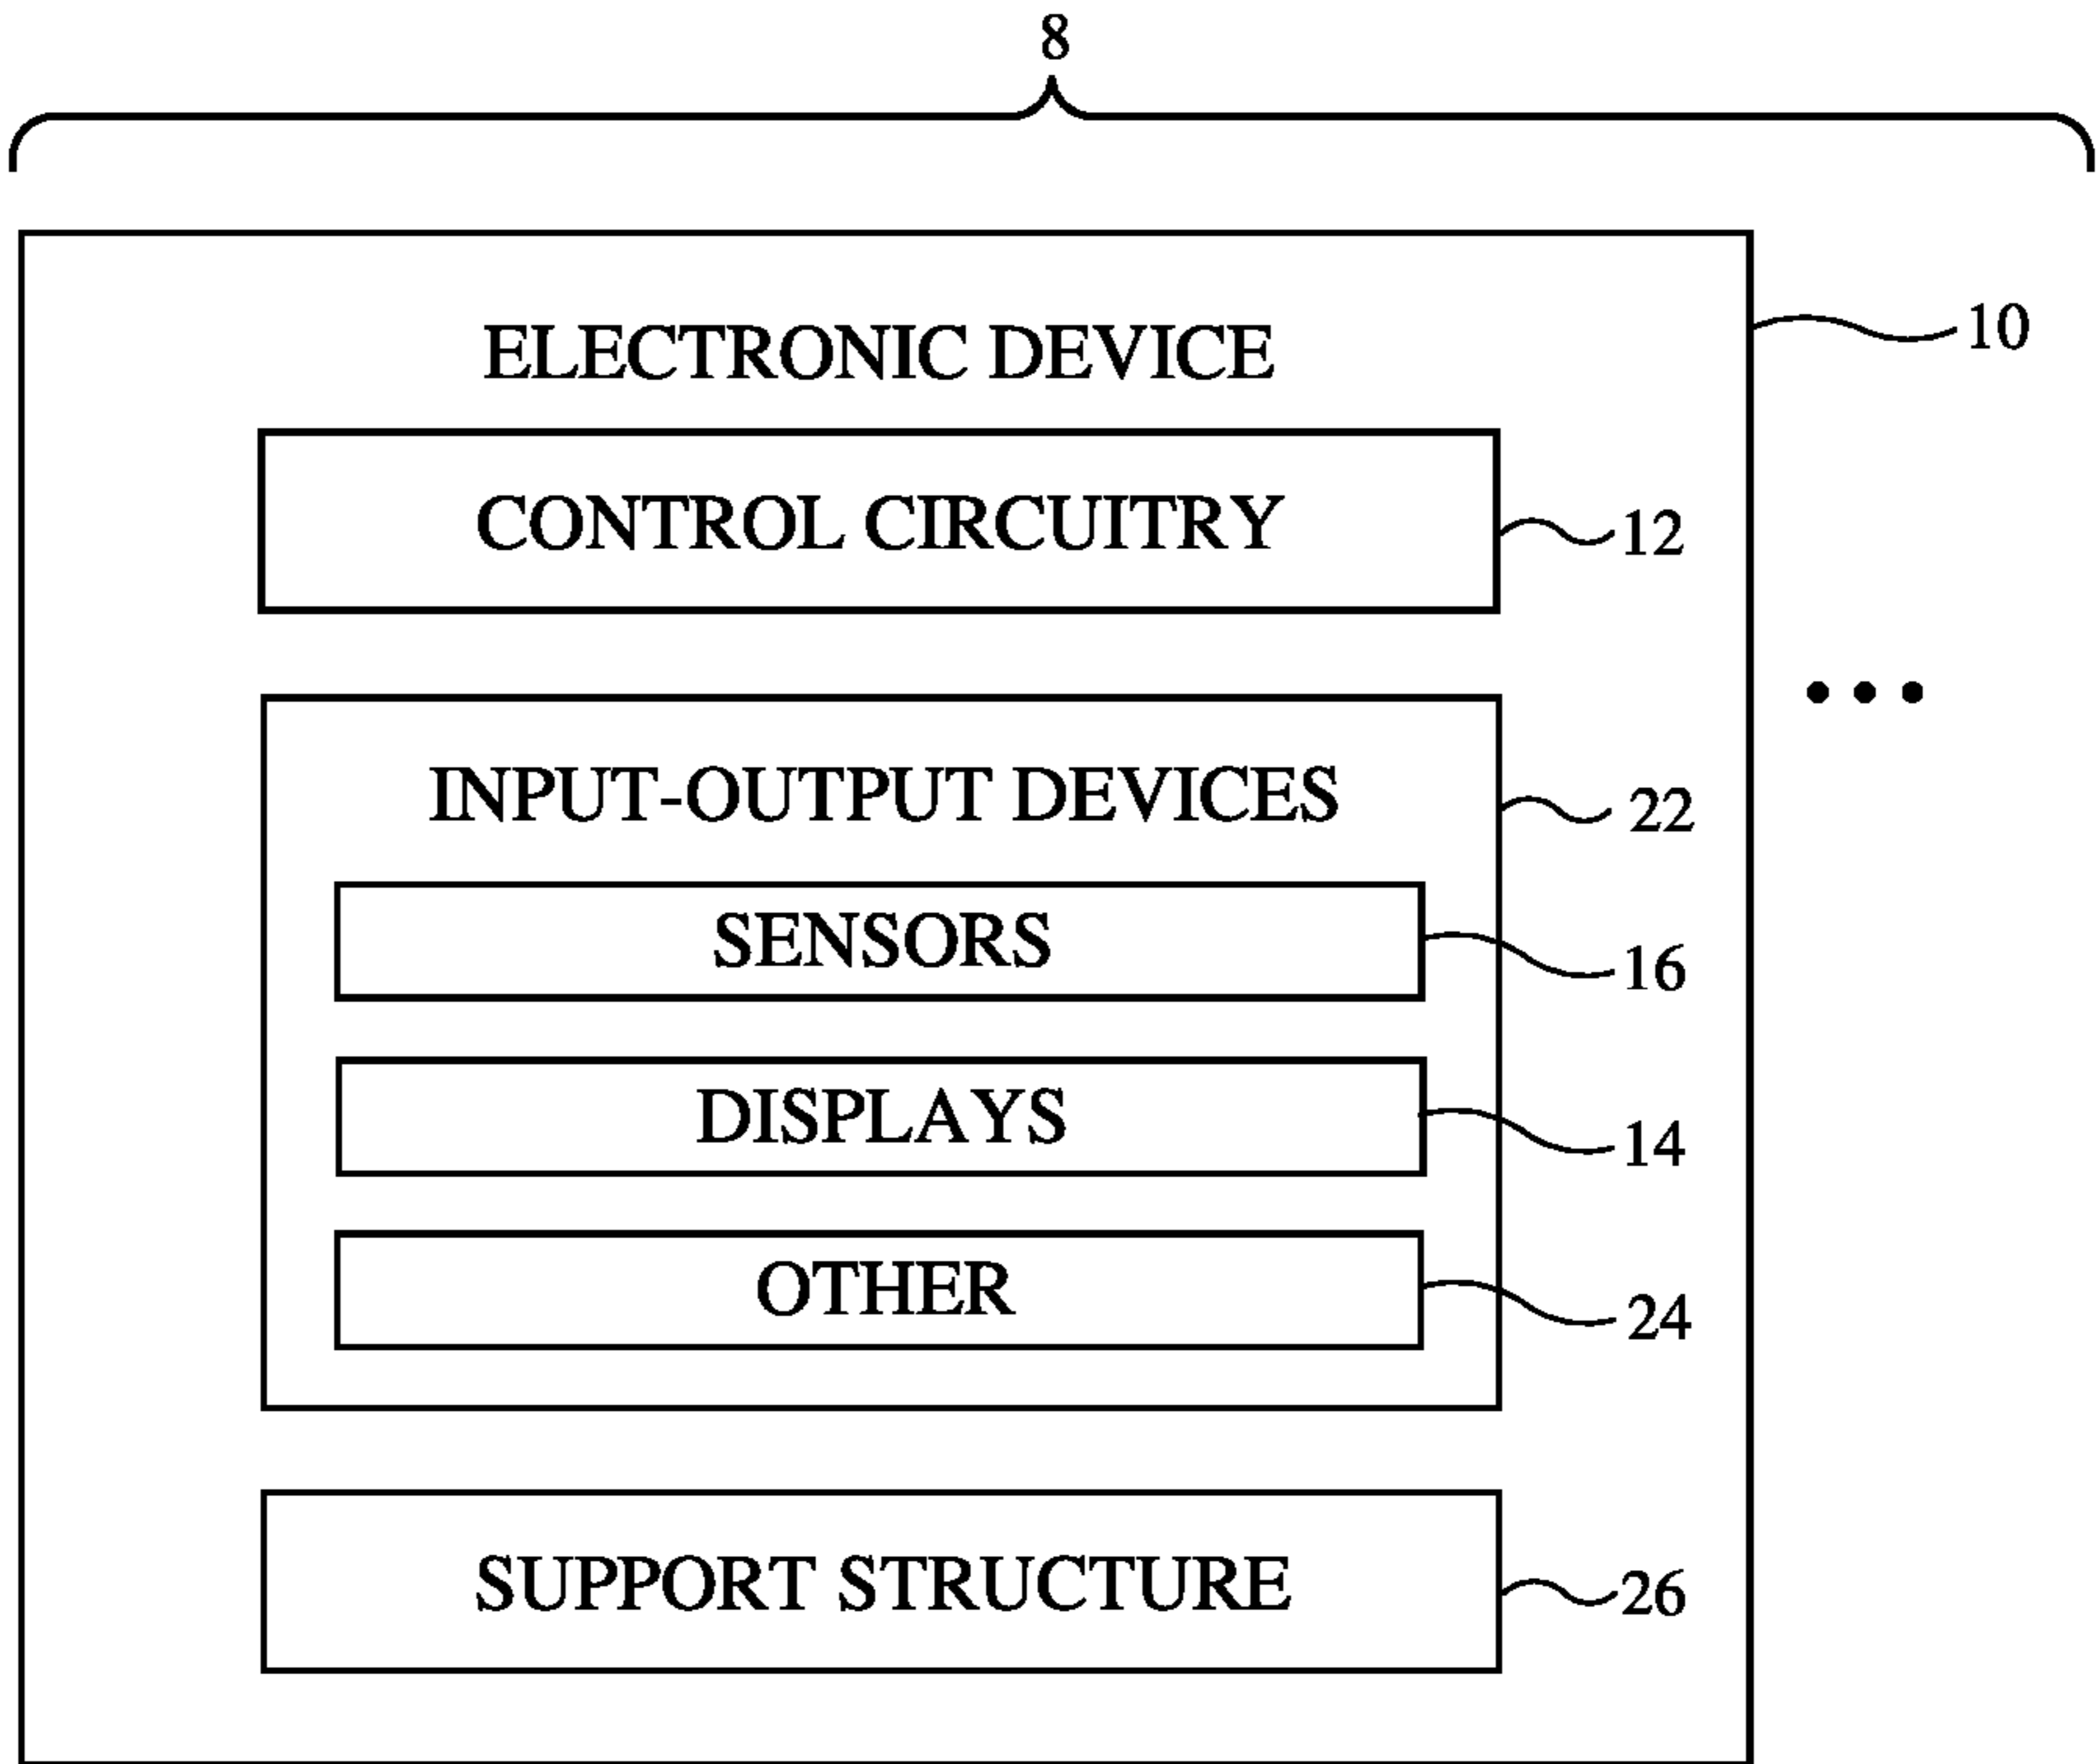 8
ELECTRONIC DEVICE
10
CONTROL CIRCUITRY
12
INPUT-OUTPUT DEVICES
22
SENSORS
16
DISPLAYS
14
OTHER
24
SUPPORT STRUCTURE
26